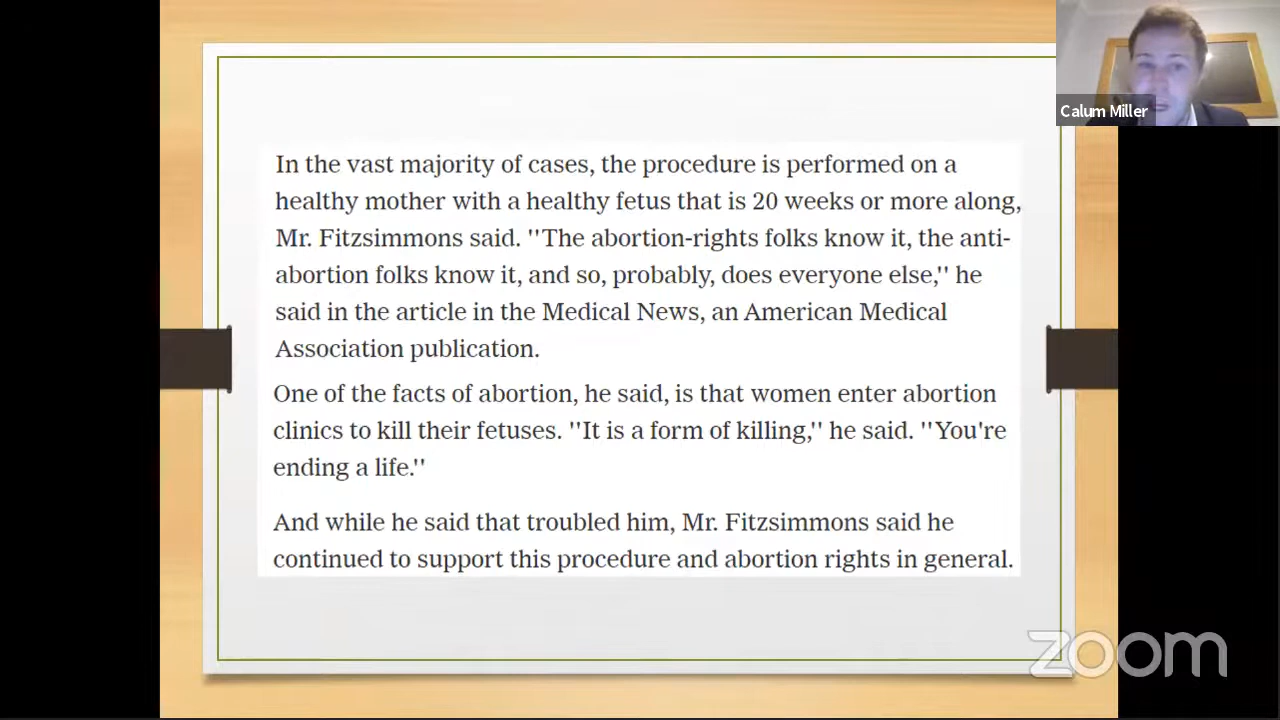 Calum Miller
In the vast majority of cases, the procedure is performed on a
healthy mother with a healthy fetus that is 20 weeks or more along,
Mr. Fitzsimmons said. ''The abortion-rights folks know it, the anti-
abortion folks know it, and so, probably, does everyone else,'' he
said in the article in the Medical News, an American Medical
Association publication.
One of the facts of abortion, he said, is that women enter abortion
clinics to kill their fetuses. ''It is a form of killing,'' he said. ''You're
ending a life.''
And while he said that troubled him, Mr. Fitzsimmons said he
continued to support this procedure and abortion rights in general.
zoom